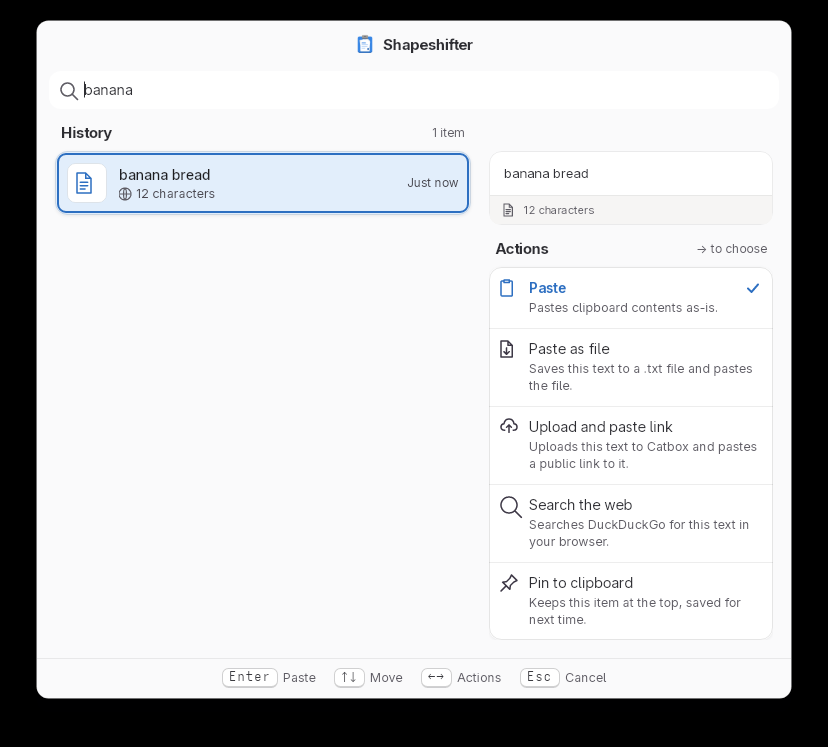 Shapeshifter
banana
History
1 item
banana bread
12 characters
Just now
banana bread
12 characters
Actions
→ to choose
Paste
Pastes clipboard contents as-is.
Paste as file
Saves this text to a .txt file and pastes
the file.
Upload and paste link
Uploads this text to Catbox and pastes
a public link to it.
Search the web
Searches DuckDuckGo for this text in
your browser.
Pin to clipboard
Keeps this item at the top, saved for
next time.
Enter Paste ↑↓ Move ←→ Actions Esc Cancel